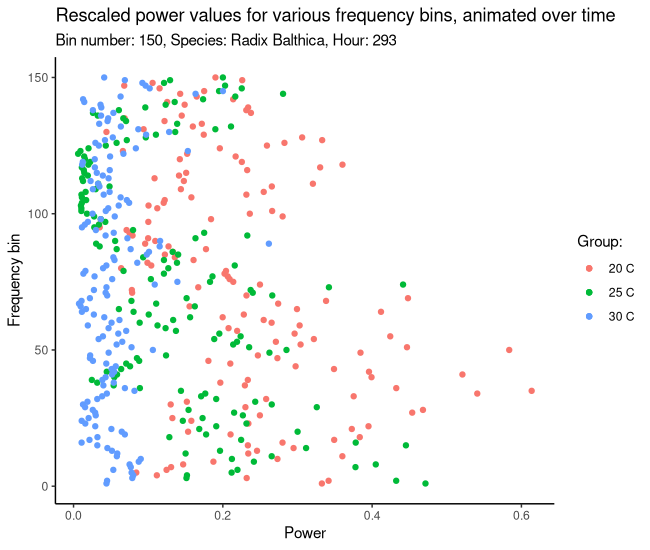 Rescaled power values for various frequency bins, animated over time
Bin number: 150, Species: Radix Balthica, Hour: 293
150
100
50
0
Frequency bin
0.0 0.2 0.4 0.6
Power
Group:
20 C
25 C
30 C